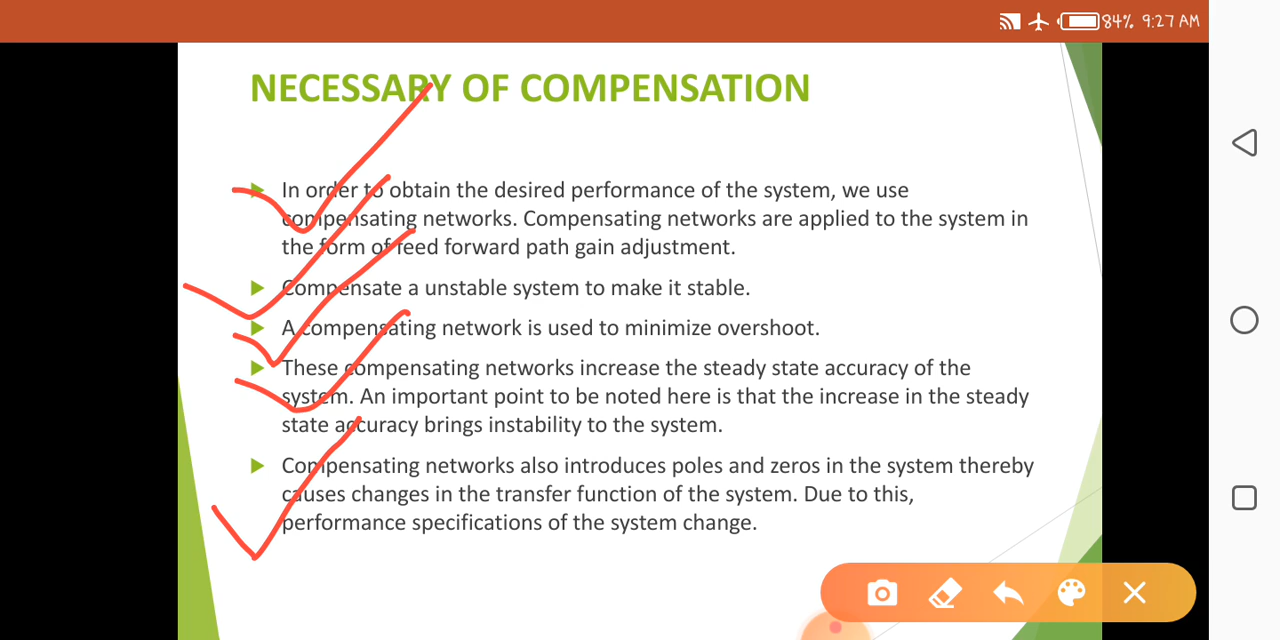 84% 9:27 AM
NECESSARY OF COMPENSATION
In order to obtain the desired performance of the system, we use
compensating networks. Compensating networks are applied to the system in
the form of feed forward path gain adjustment.
Compensate a unstable system to make it stable.
A compensating network is used to minimize overshoot.
These compensating networks increase the steady state accuracy of the
system. An important point to be noted here is that the increase in the steady
state accuracy brings instability to the system.
Compensating networks also introduces poles and zeros in the system thereby
causes changes in the transfer function of the system. Due to this,
performance specifications of the system change.